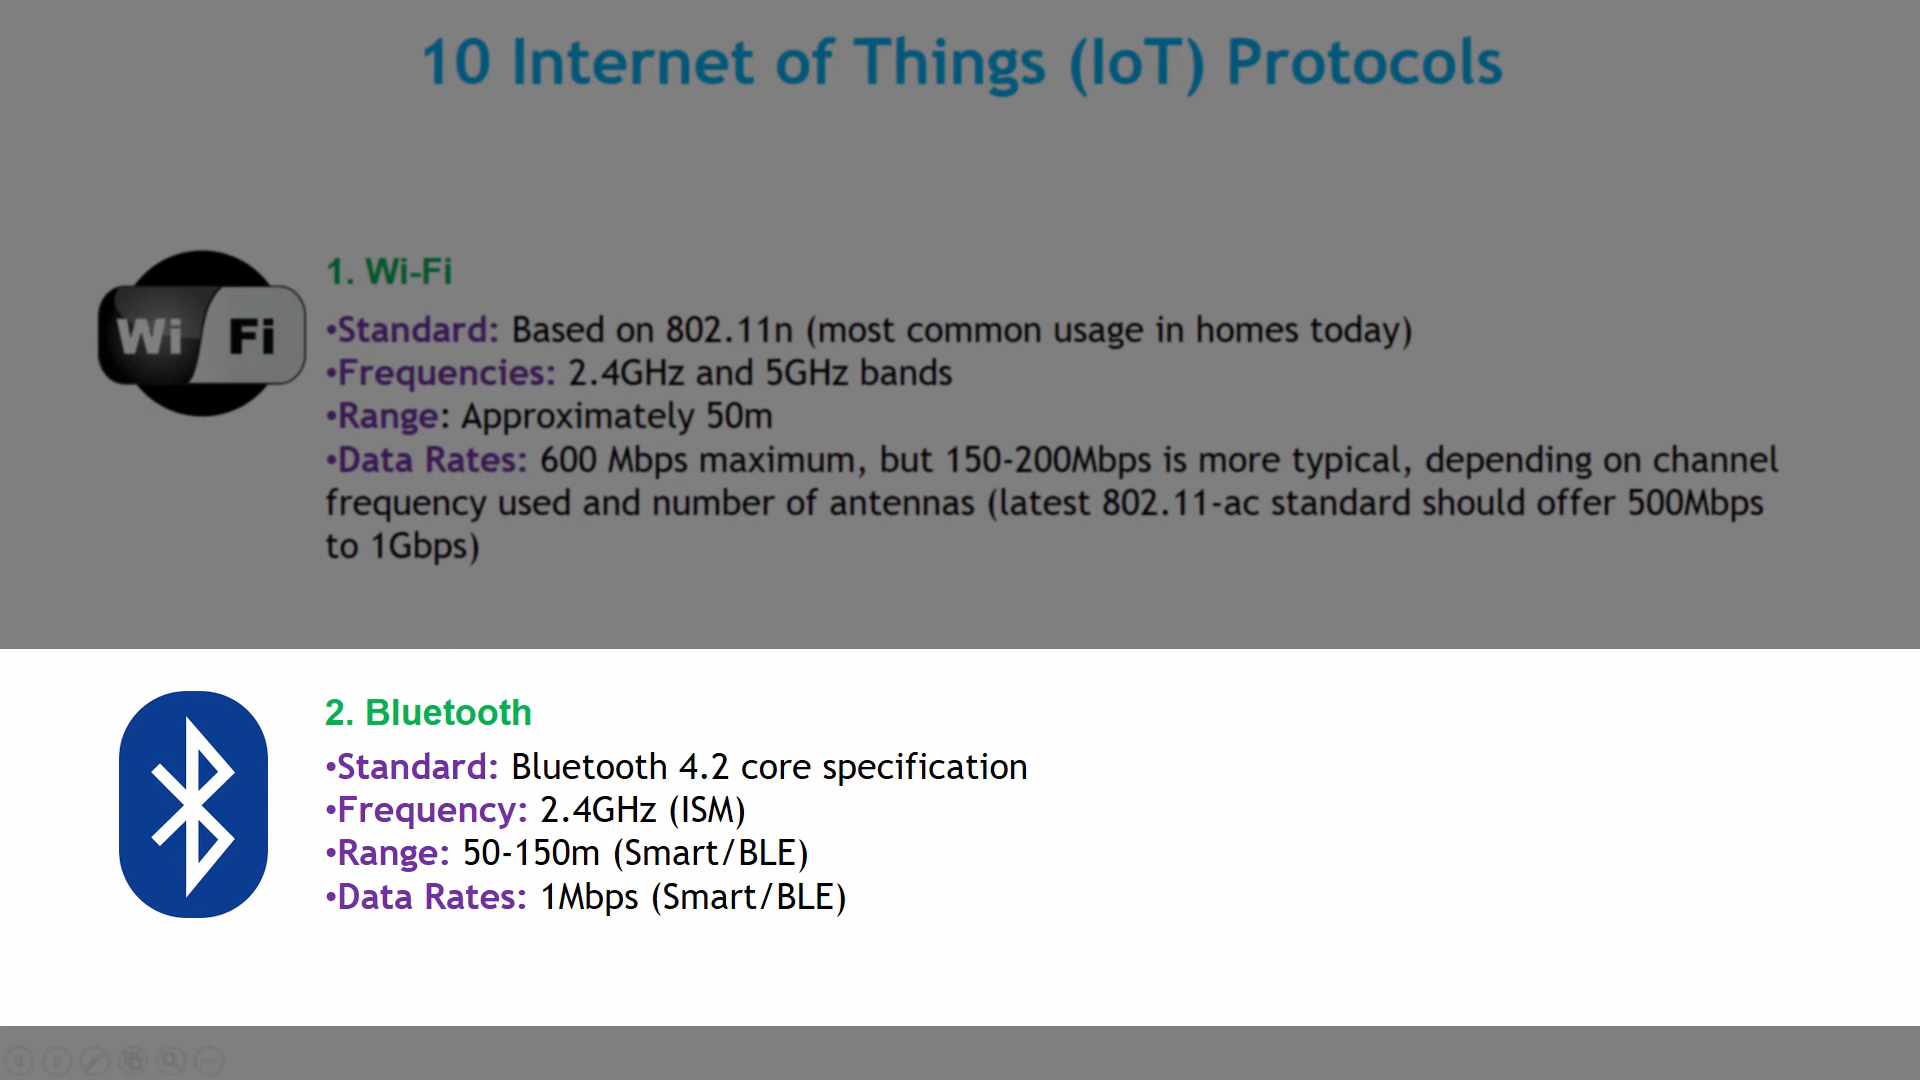 10 Internet of Things (IoT) Protocols
1. Wi-Fi
Wi Fi
•Standard: Based on 802.11n (most common usage in homes today)
•Frequencies: 2.4GHz and 5GHz bands
•Range: Approximately 50m
•Data Rates: 600 Mbps maximum, but 150-200Mbps is more typical, depending on channel
frequency used and number of antennas (latest 802.11-ac standard should offer 500Mbps
to 1Gbps)
2. Bluetooth
•Standard: Bluetooth 4.2 core specification
•Frequency: 2.4GHz (ISM)
•Range: 50-150m (Smart/BLE)
•Data Rates: 1Mbps (Smart/BLE)